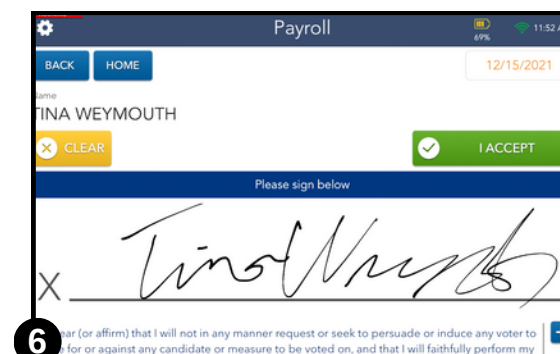 Payroll
69%
11:52 A
BACK
HOME
12/15/2021
Name
TINA WEYMOUTH
CLEAR
I ACCEPT
Please sign below
X Tina Weymouth
6
ear (or affirm) that I will not in any manner request or seek to persuade or induce any voter to
e for or against any candidate or measure to be voted on, and that I will faithfully perform my